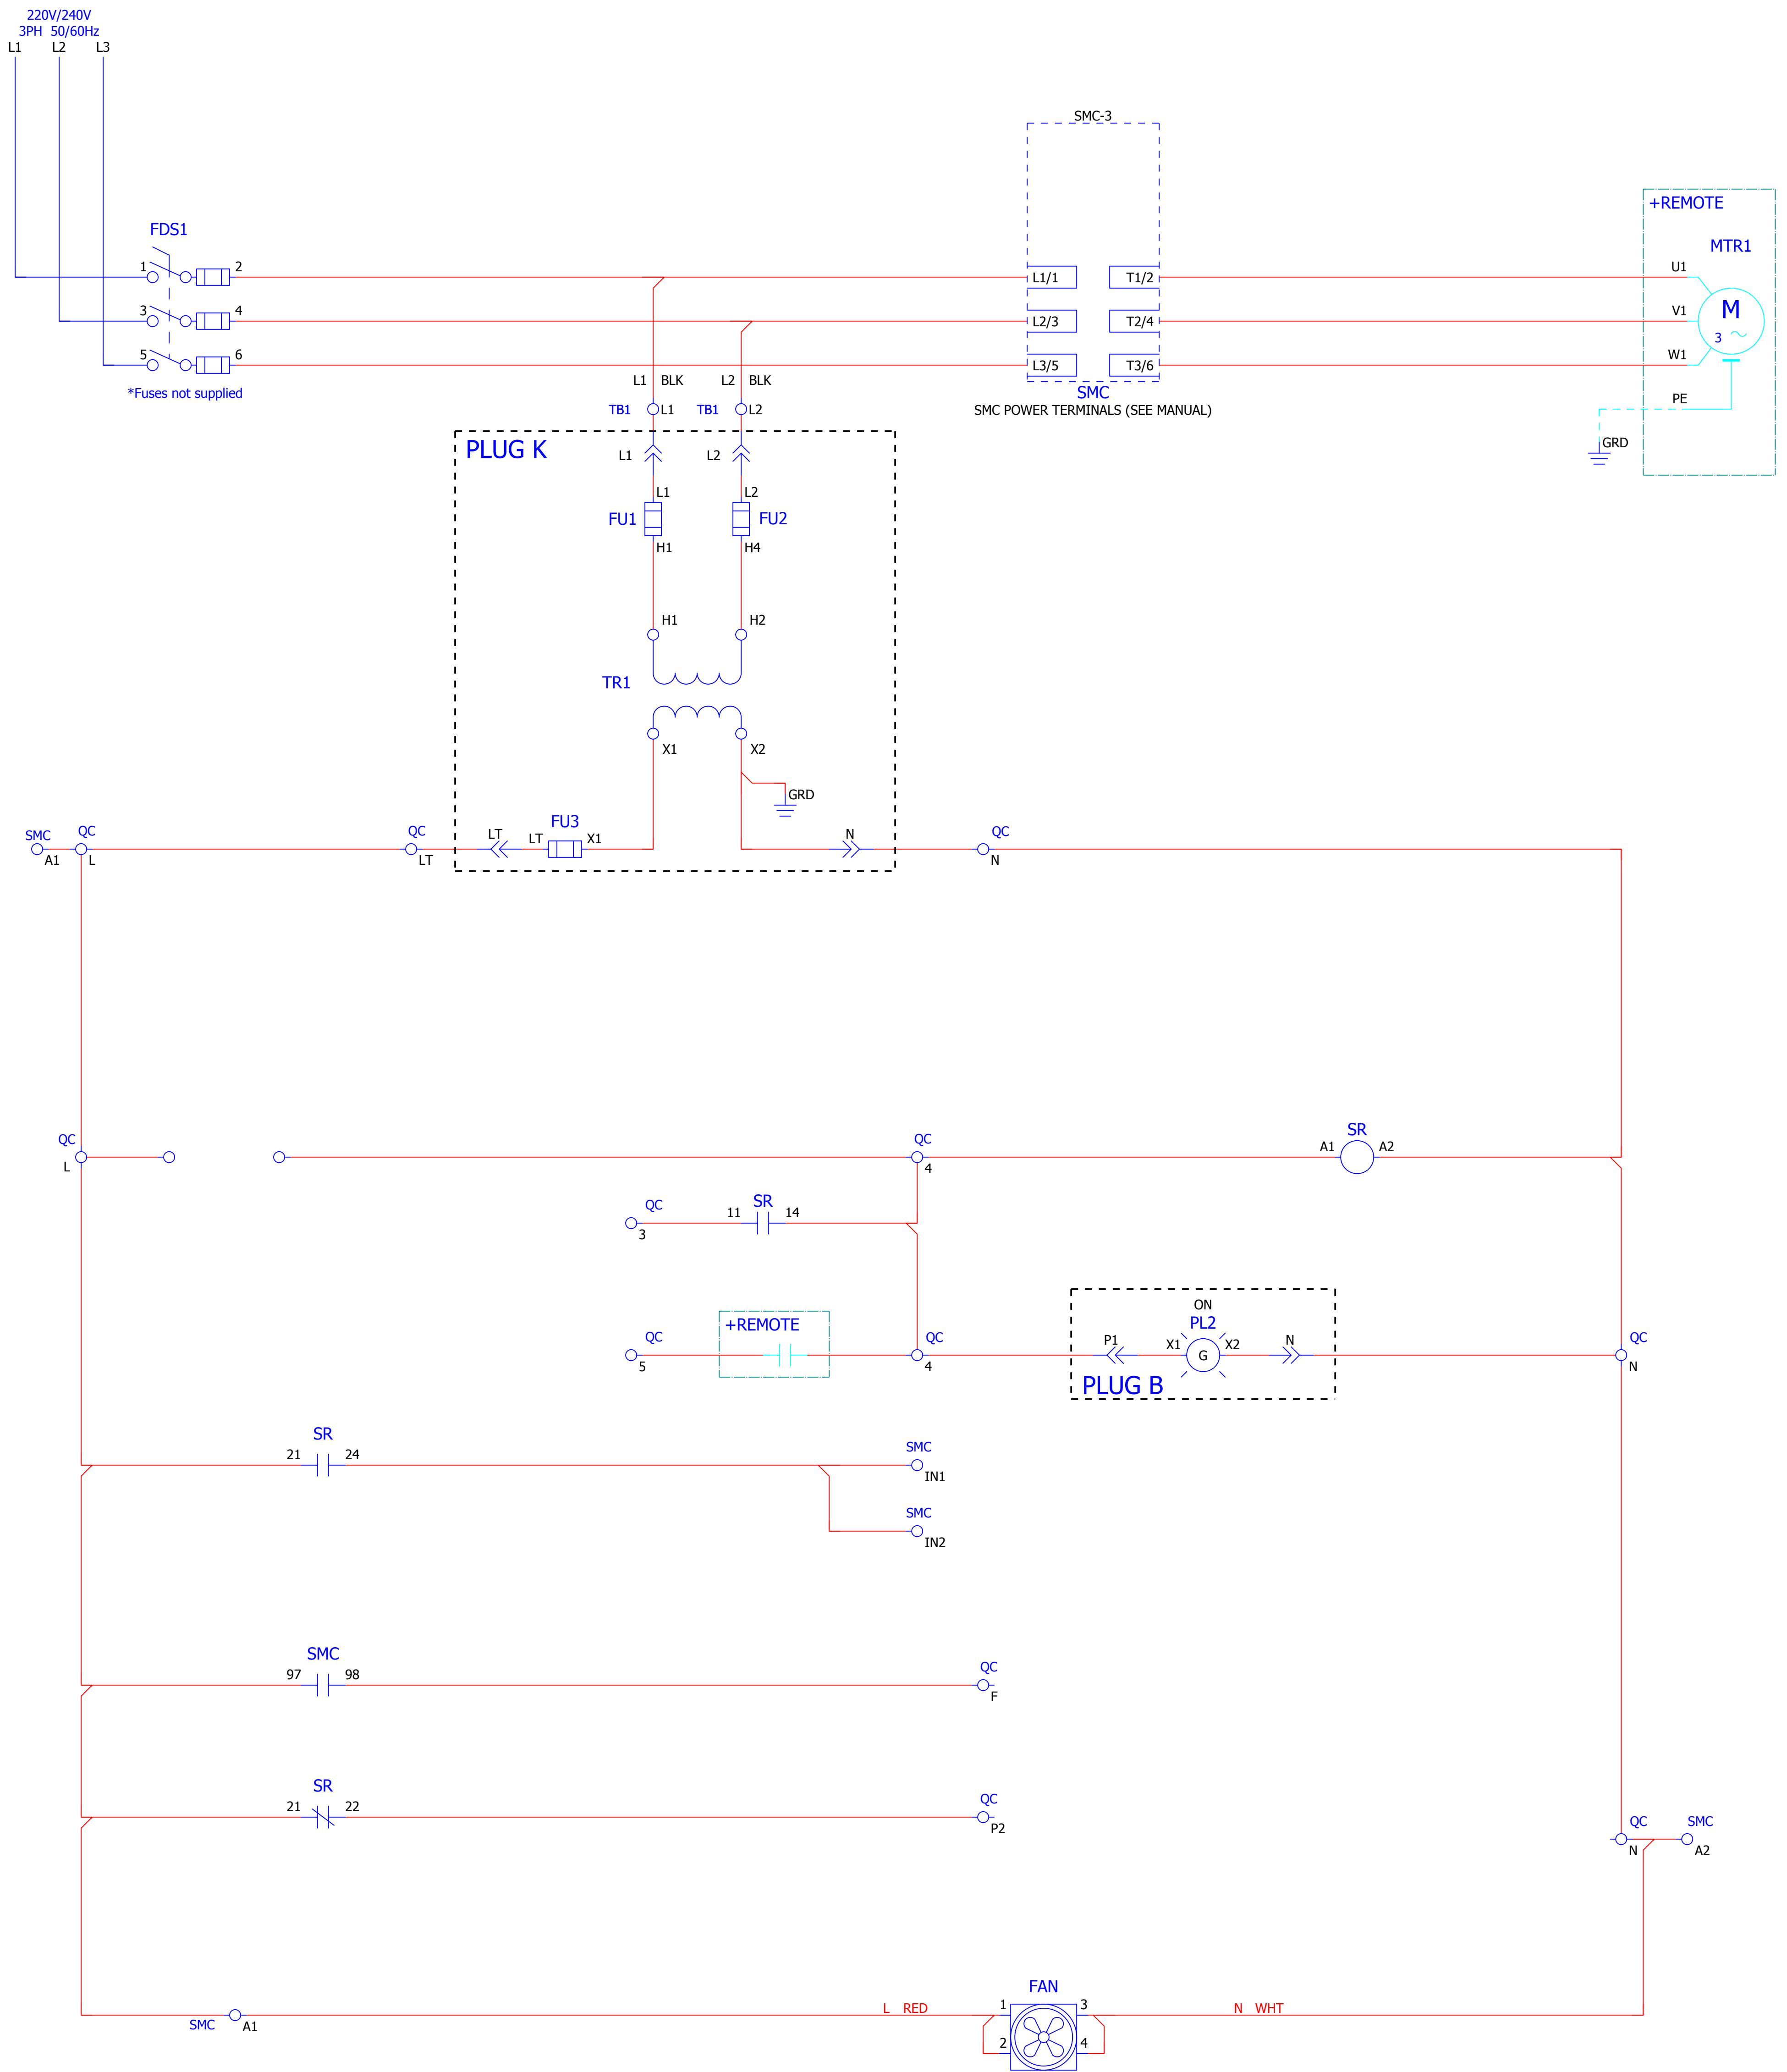 220V/240V
3PH 50/60Hz
L1 L2 L3
SMC-3
+REMOTE
MTR1
FDS1
1 2
L1/1 T1/2
U1
3 4
L2/3 T2/4
V1
M
3
5 6
L3/5 T3/6
W1
*Fuses not supplied
L1 BLK L2 BLK
SMC
PE
TB1 L1 TB1 L2
SMC POWER TERMINALS (SEE MANUAL)
GRD
PLUG K
L1 L2
L1 L2
FU1 FU2
H1 H4
H1 H2
TR1
X1 X2
GRD
SMC QC QC
FU3
LT LT X1
N
QC
A1 L LT
N
QC
L
QC
4
SR
A1 A2
QC
3
SR
11 14
ON
+REMOTE
PL2
QC
5
QC
4
P1 X1 G X2 N
QC
N
PLUG B
SR
21 24
SMC
IN1
SMC
IN2
SMC
97 98
QC
F
SR
21 22
QC
P2
QC SMC
N A2
FAN
L RED
1 3
N WHT
SMC A1
2 4